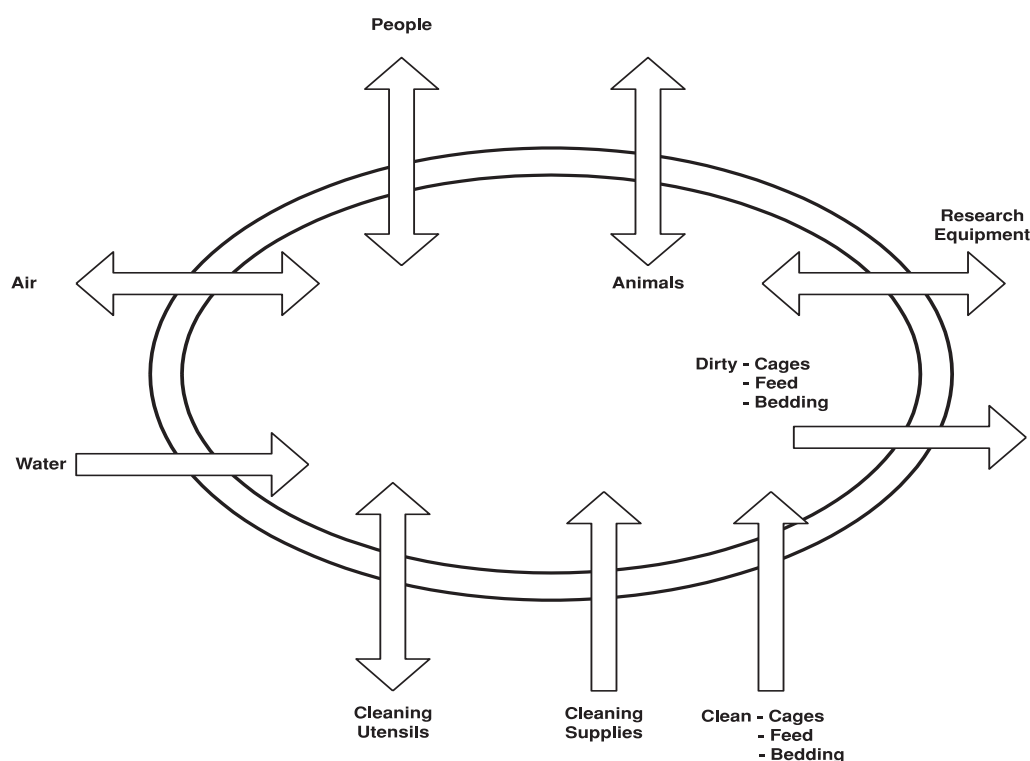 People
Research
Equipment
Air
Animals
Dirty - Cages
- Feed
- Bedding
Water
Cleaning
Utensils
Cleaning
Supplies
Clean - Cages
- Feed
- Bedding